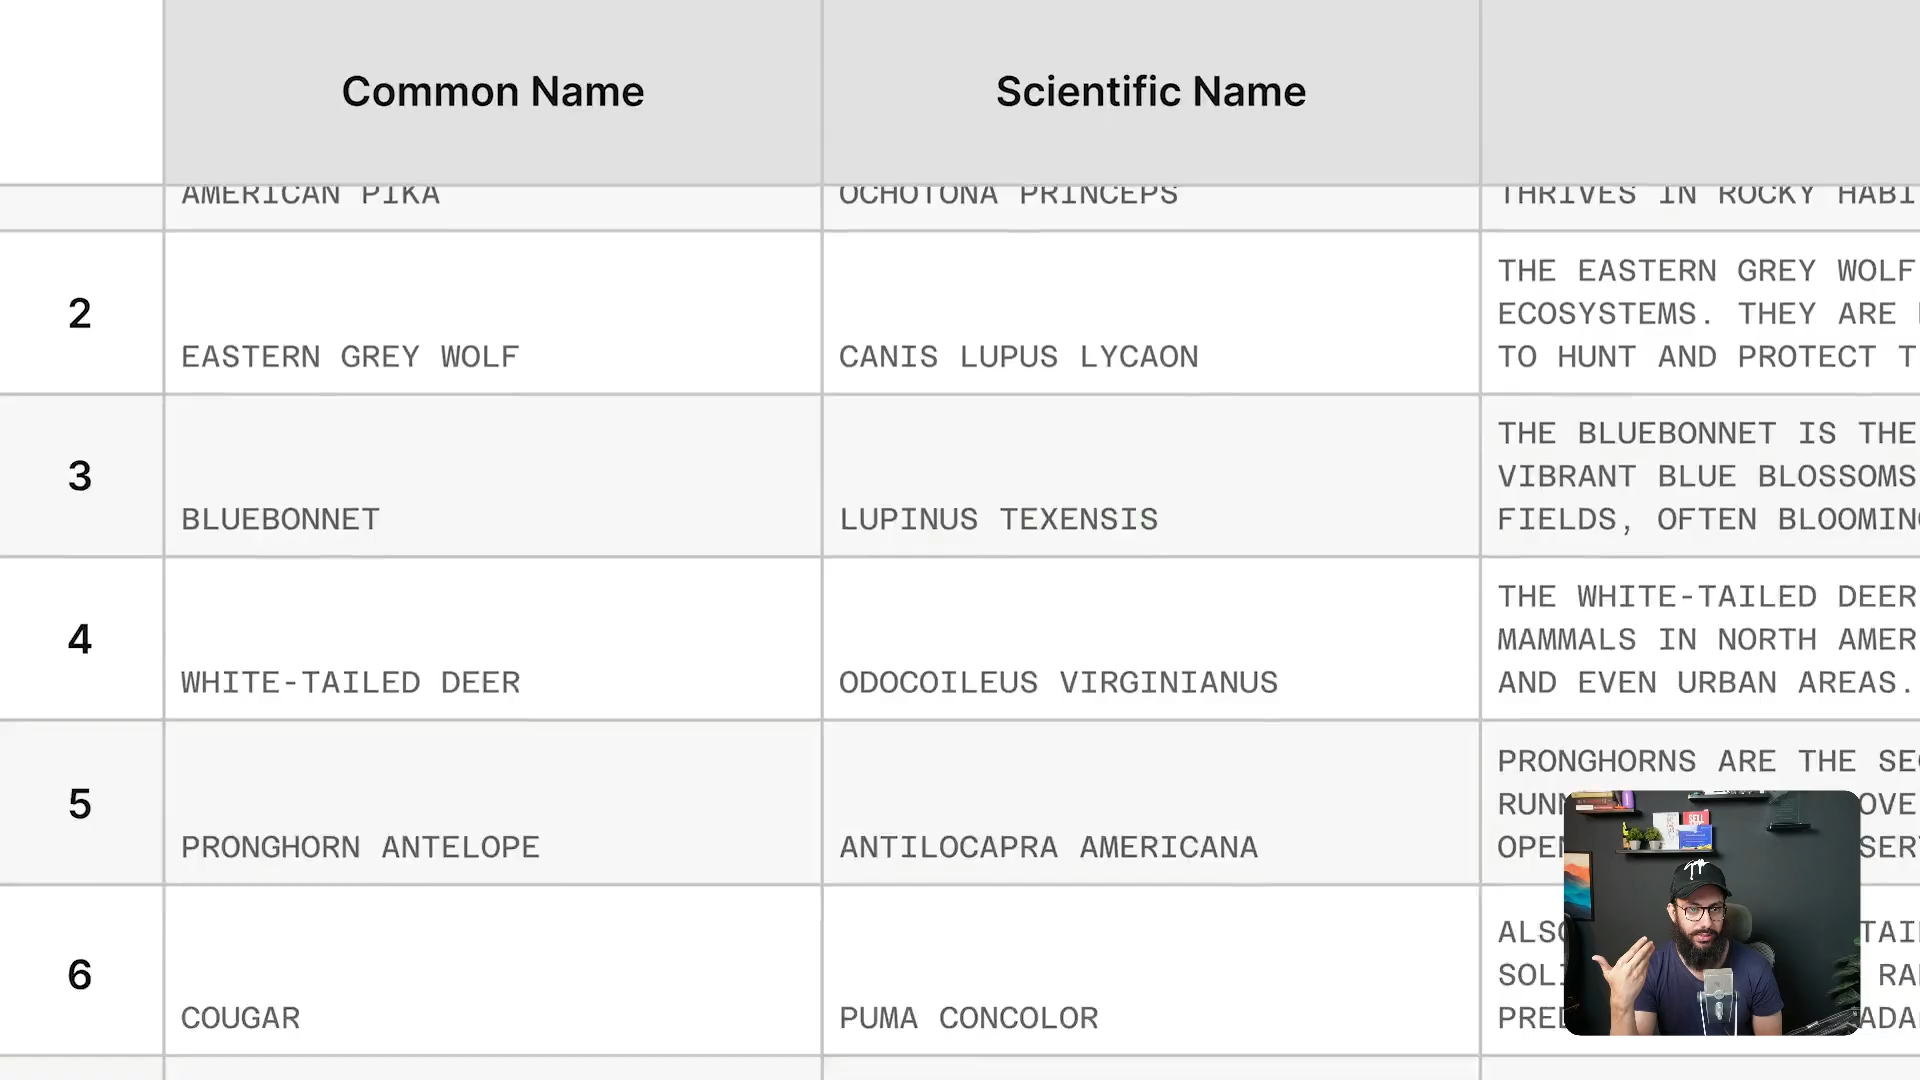 Common Name
Scientific Name
AMERICAN PIKA
OCHOTONA PRINCEPS
THRIVES IN ROCKY
2
EASTERN GREY WOLF
CANIS LUPUS LYCAON
THE EASTERN GREY WOLF
ECOSYSTEMS. THEY ARE
TO HUNT AND PROTECT
3
BLUEBONNET
LUPINUS TEXENSIS
THE BLUEBONNET IS THE
VIBRANT BLUE BLOSSOMS
FIELDS, OFTEN
4
WHITE-TAILED DEER
ODOCOILEUS VIRGINIANUS
THE WHITE-TAILED DEER
MAMMALS IN NORTH
AND EVEN URBAN AREAS.
5
PRONGHORN ANTELOPE
ANTILOCAPRA AMERICANA
PRONGHORNS ARE THE
6
COUGAR
PUMA CONCOLOR
SELL